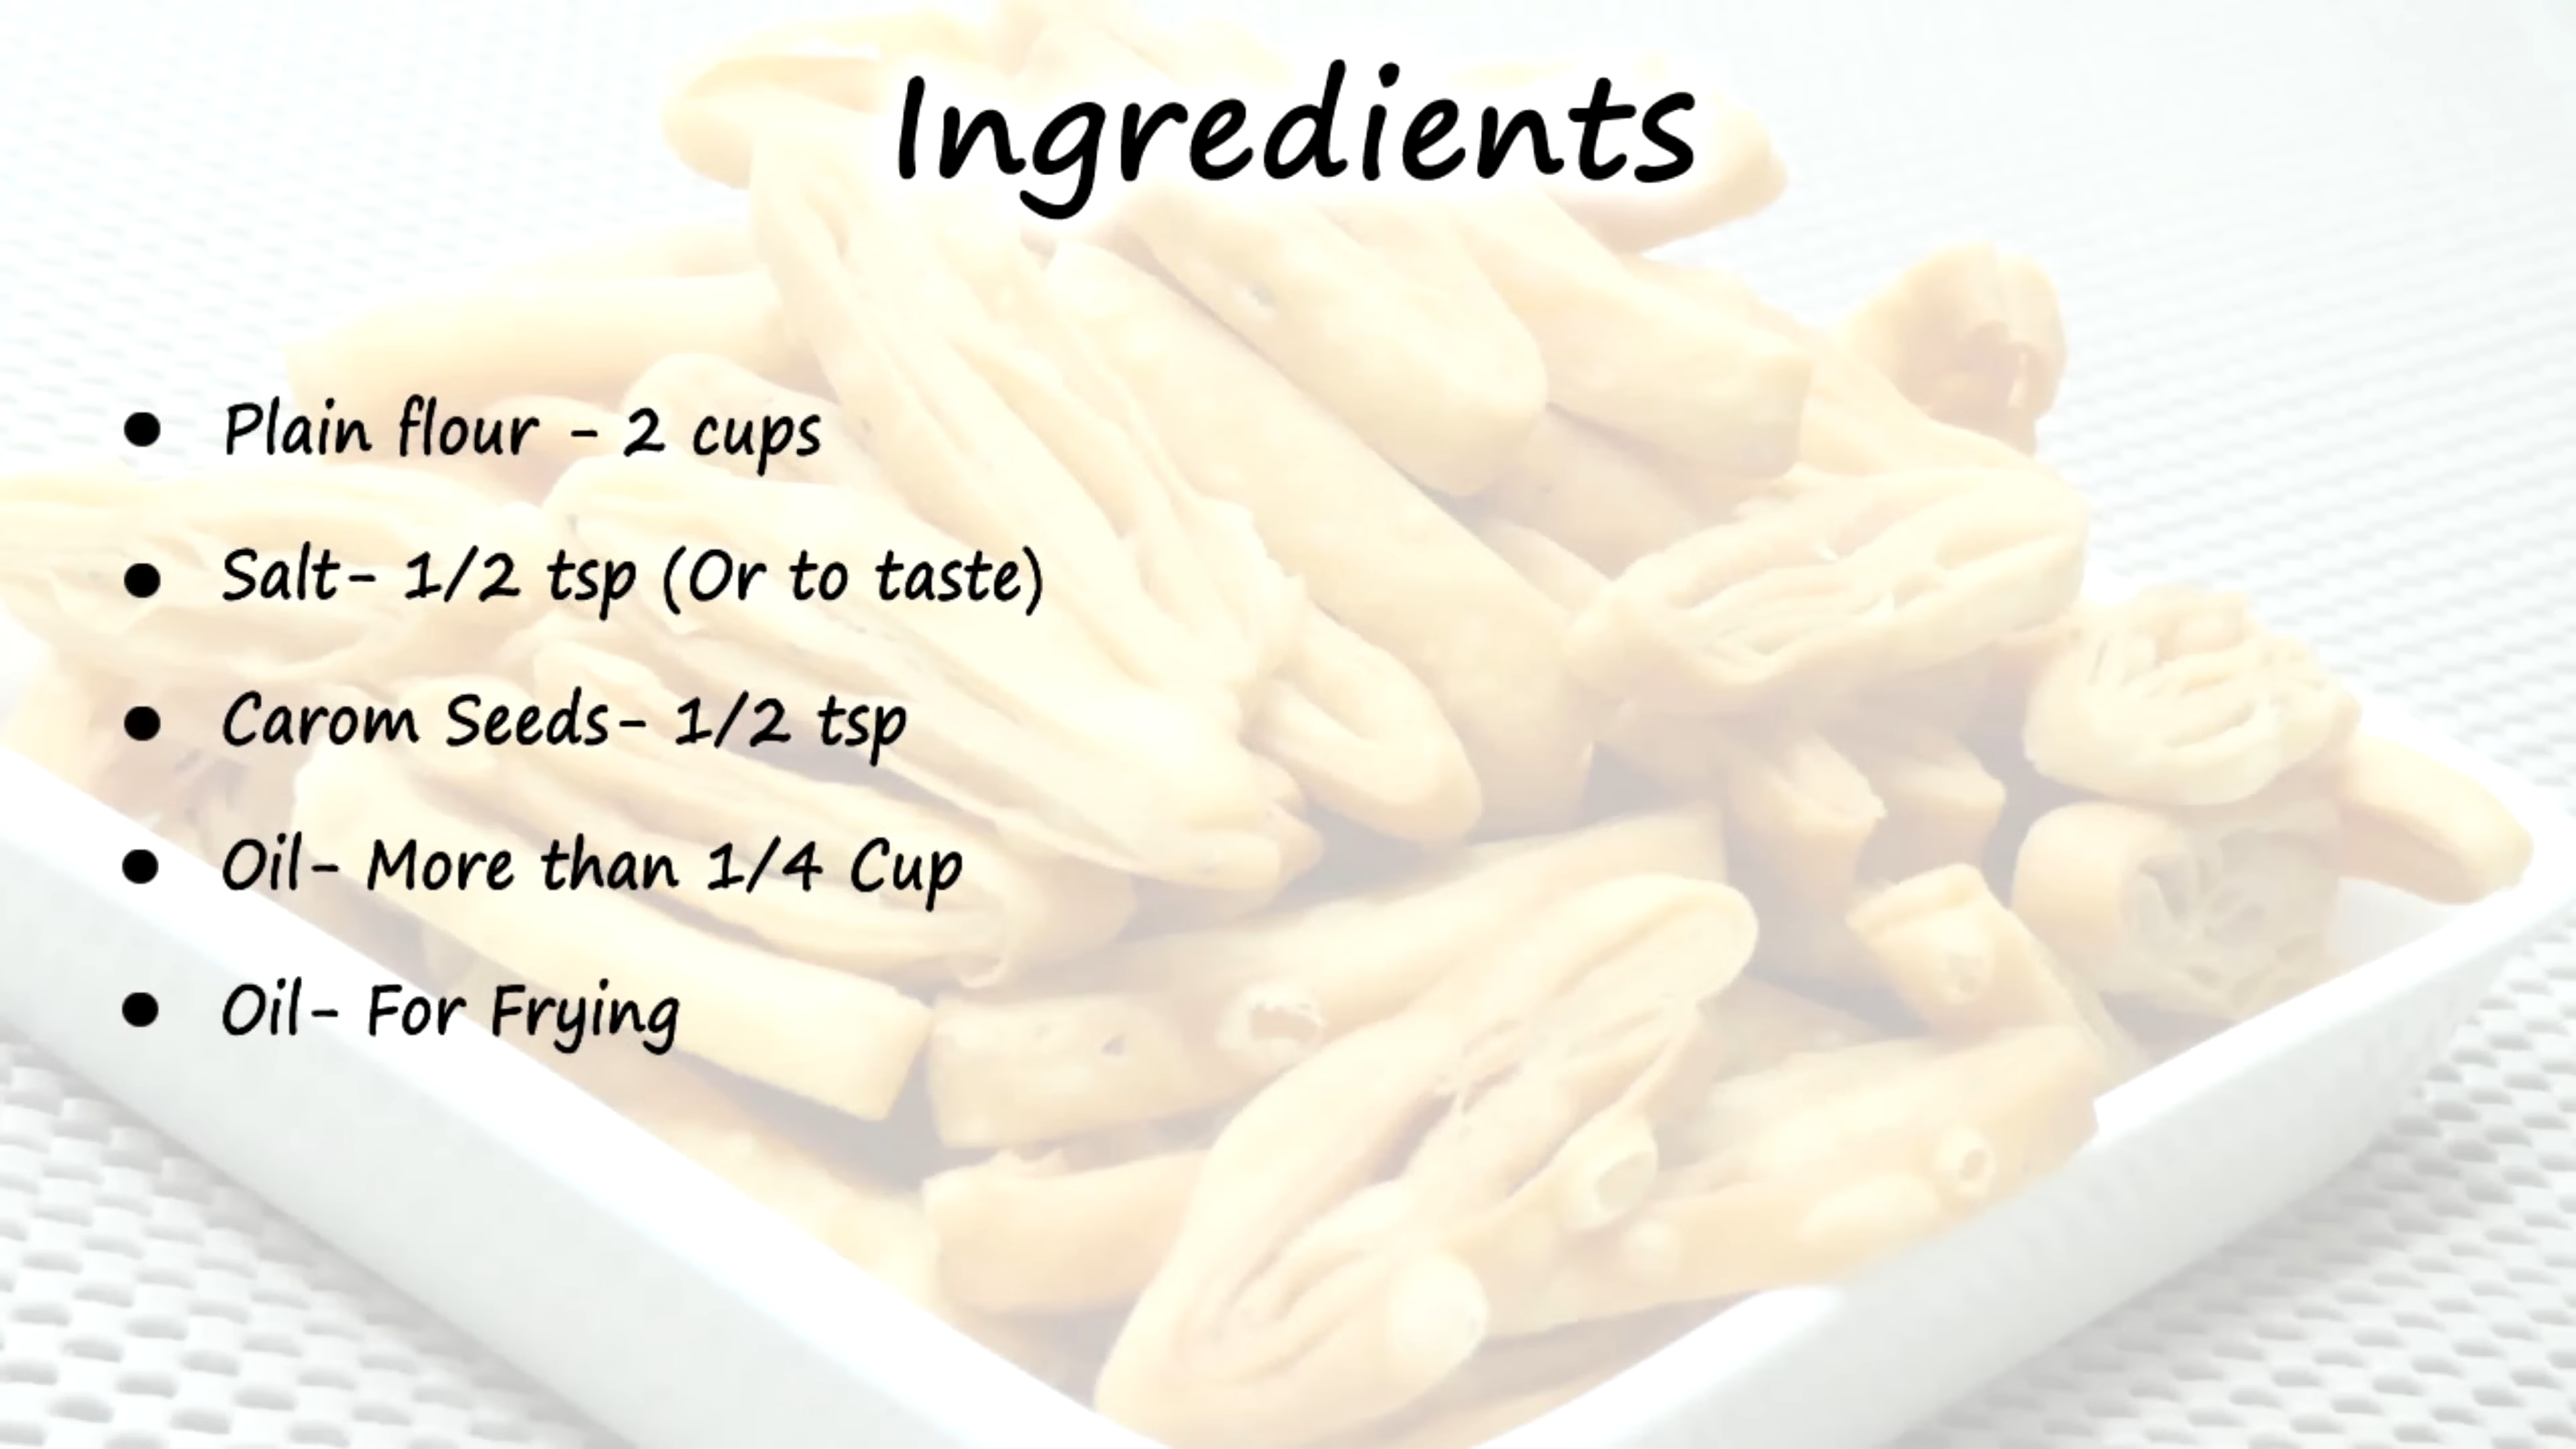 Ingredients
● Plain flour - 2 cups
● Salt- 1/2 tsp (Or to taste)
● Carom Seeds- 1/2 tsp
● Oil- More than 1/4 Cup
● Oil- For Frying